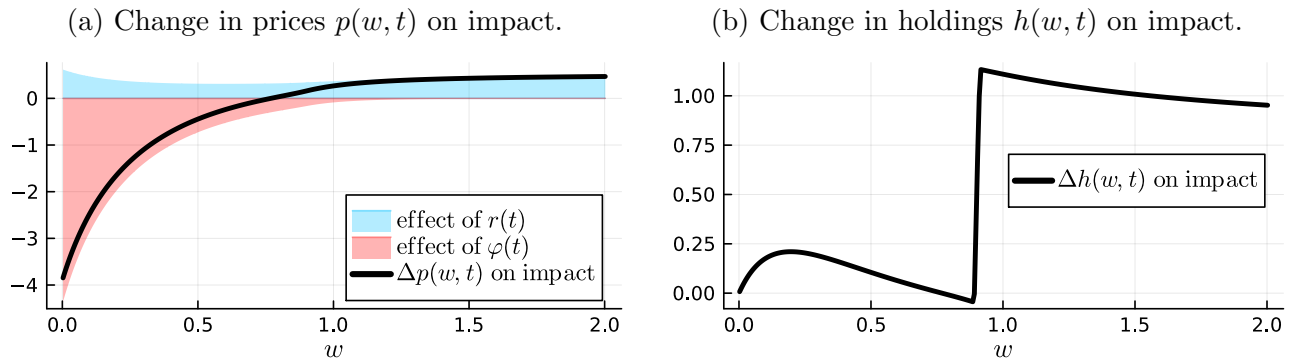 (a) Change in prices p(w, t) on impact.
0
−1
−2
−3
−4
0.0 0.5 1.0 1.5 2.0
w
effect of r(t)
effect of φ(t)
Δp(w, t) on impact
(b) Change in holdings h(w, t) on impact.
1.00
0.75
0.50
0.25
0.00
0.0 0.5 1.0 1.5 2.0
w
Δh(w, t) on impact